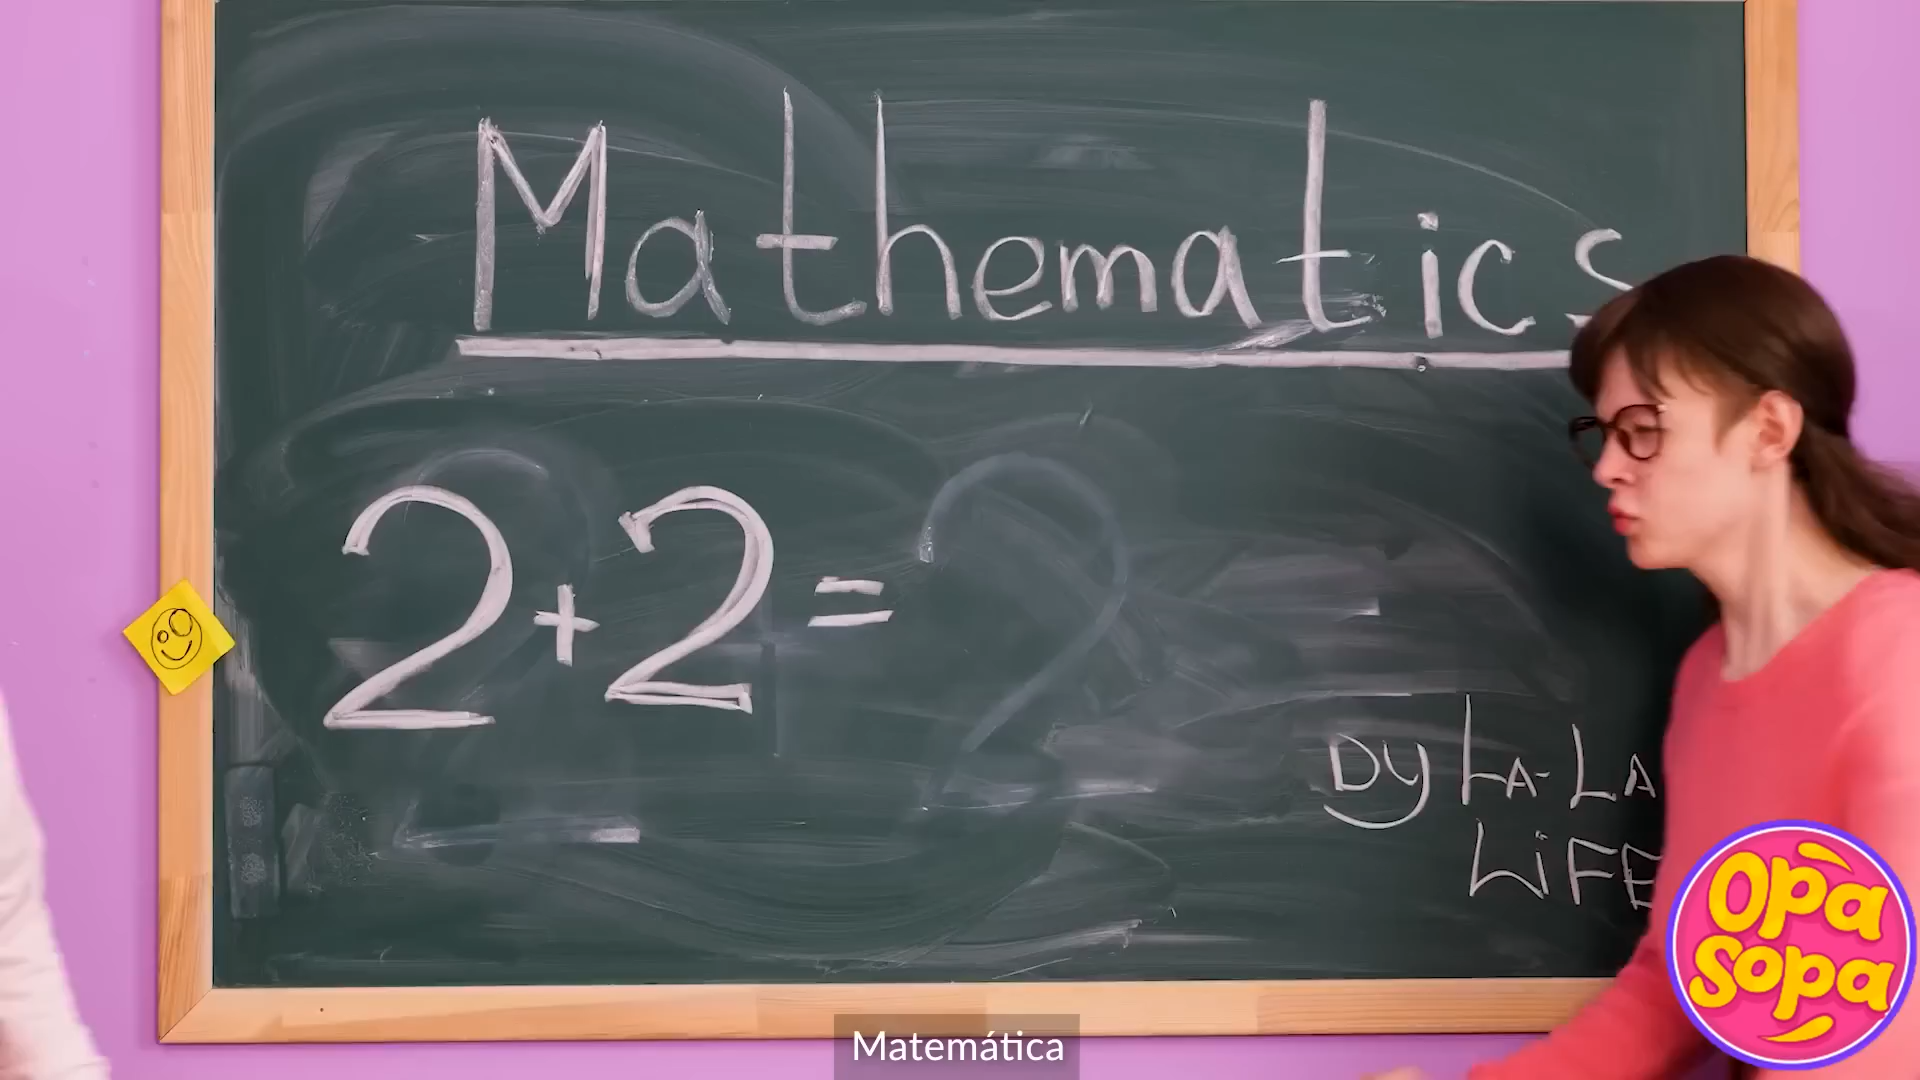 Mathematics
2+2=
By LA-LA
LiFE
Opa
Sopa
Matemática